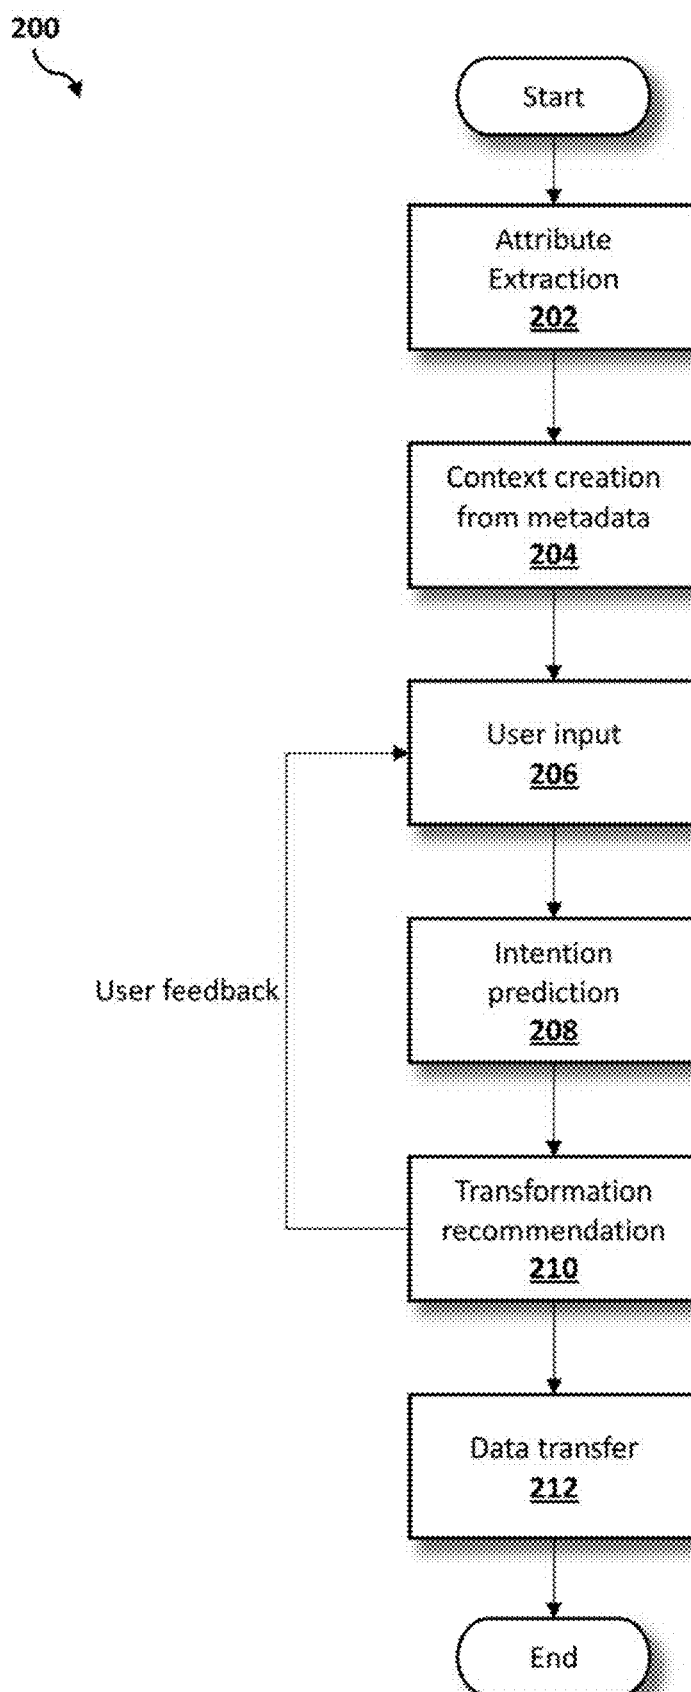 200
Start
Attribute
Extraction
202
Context creation
from metadata
204
User input
206
Intention
prediction
208
User feedback
Transformation
recommendation
210
Data transfer
212
End